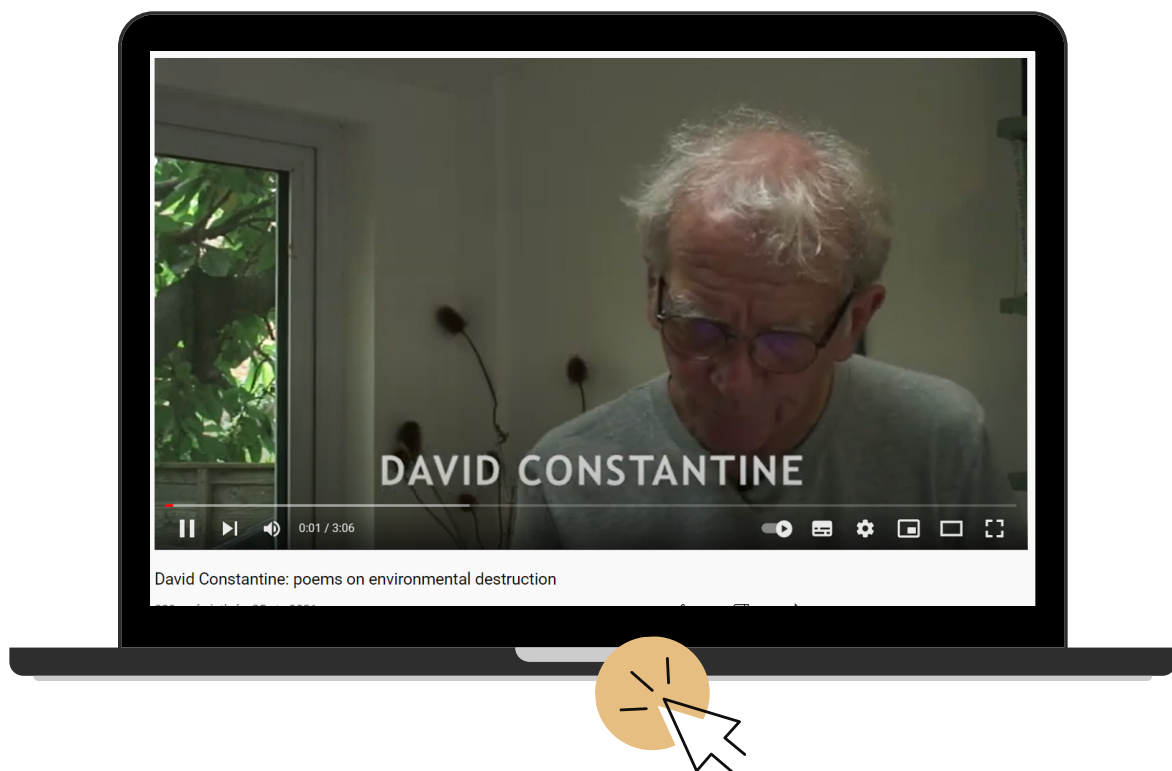 DAVID CONSTANTINE
0:01 / 3:06
David Constantine: poems on environmental destruction